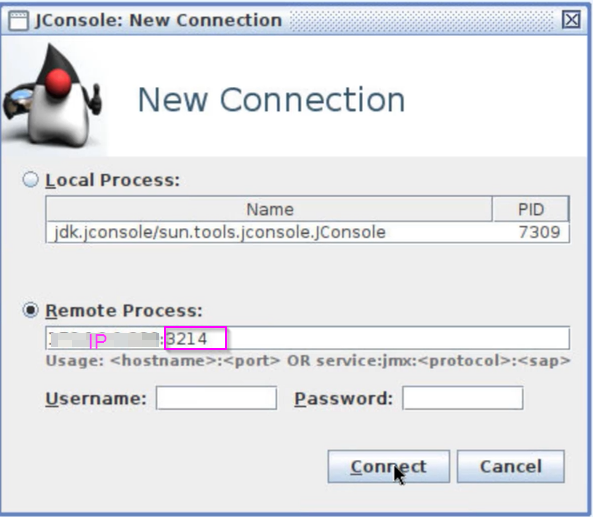 JConsole: New Connection
New Connection
Local Process:
Name PID
jdk.jconsole/sun.tools.jconsole.JConsole 7309
Remote Process:
IP :3214
Usage: <hostname>:<port> OR service:jmx:<protocol>:<sap>
Username: Password:
Connect Cancel